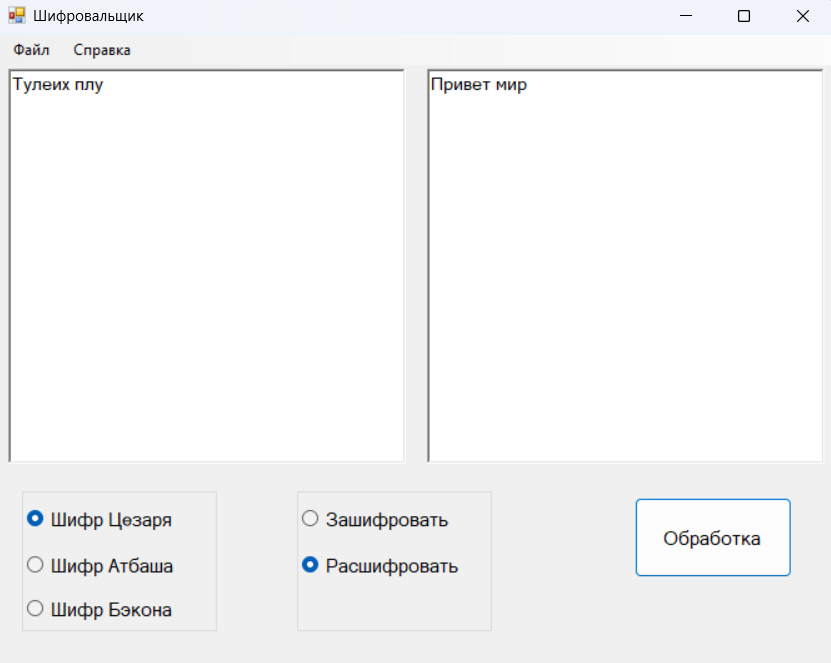 Шифровальщик
Файл Справка
Тулеих плу
Привет мир
Шифр Цезаря
Шифр Атбаша
Шифр Бэкона
Зашифровать
Расшифровать
Обработка